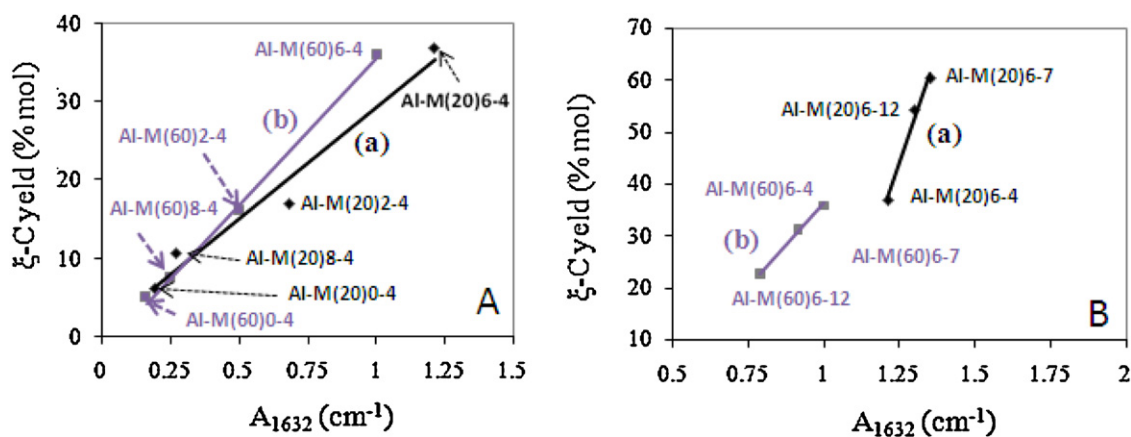 40
30
20
10
0
0
0.25
0.5
0.75
1
1.25
1.5
ξ-C yeld (% mol)
A1632 (cm-1)
Al-M(60)6-4
Al-M(20)6-4
(b)
(a)
Al-M(60)2-4
Al-M(60)8-4
Al-M(20)2-4
Al-M(20)8-4
Al-M(20)0-4
Al-M(60)0-4
A
70
60
50
40
30
20
10
0.5
0.75
1
1.25
1.5
1.75
2
ξ-C yeld (% mol)
A1632 (cm-1)
Al-M(20)6-7
Al-M(20)6-12
(a)
Al-M(60)6-4
Al-M(20)6-4
(b)
Al-M(60)6-7
Al-M(60)6-12
B